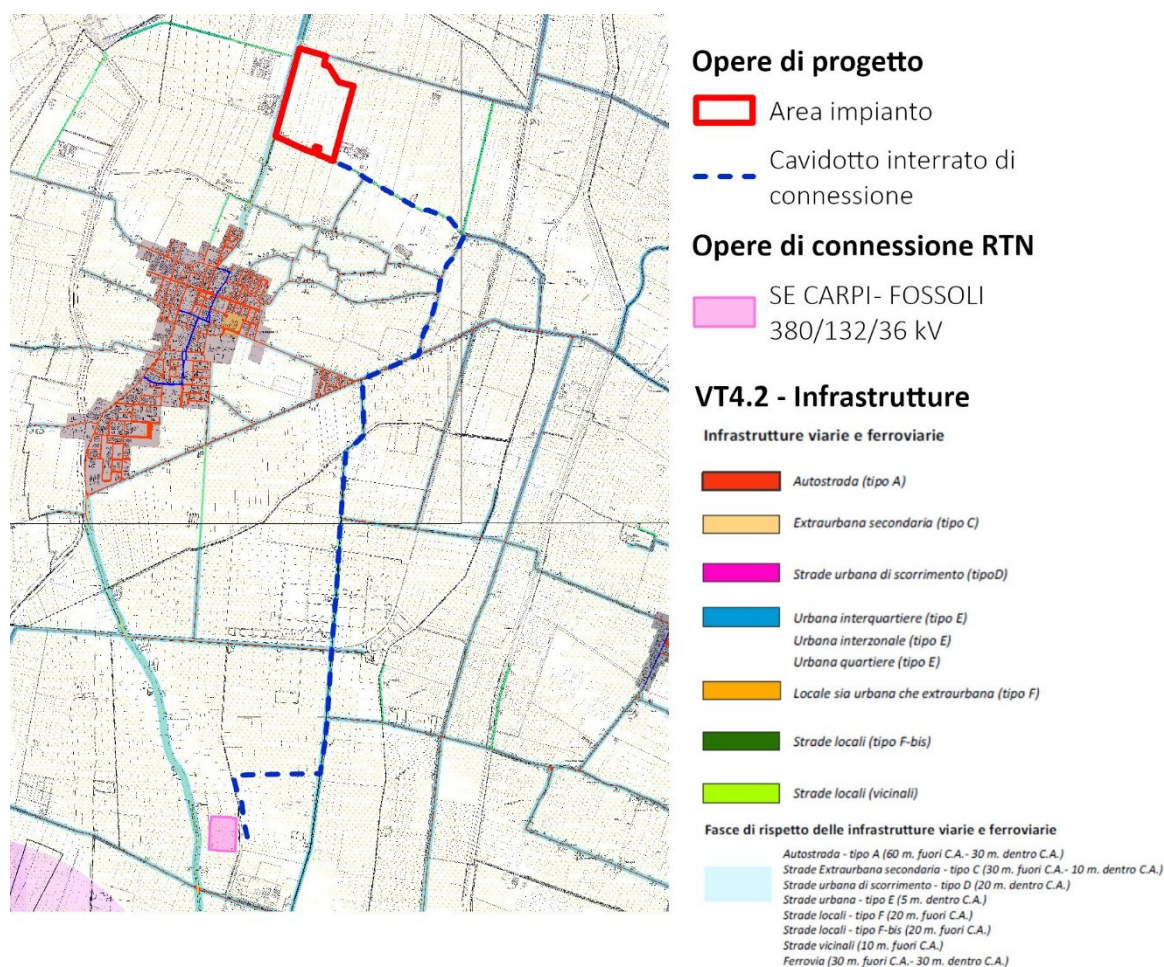 Opere di progetto
Area impianto
Cavidotto interrato di
connessione
Opere di connessione RTN
SE CARPI- FOSSOLI
380/132/36 kV
VT4.2 - Infrastrutture
Infrastrutture viarie e ferroviarie
Autostrada (tipo A)
Extraurbana secondaria (tipo C)
Strade urbana di scorrimento (tipoD)
Urbana interquartiere (tipo E)
Urbana interzonale (tipo E)
Urbana quartiere (tipo E)
Locale sia urbana che extraurbana (tipo F)
Strade locali (tipo F-bis)
Strade locali (vicinali)
Fasce di rispetto delle infrastrutture viarie e ferroviarie
Autostrada - tipo A (60 m. fuori C.A.- 30 m. dentro C.A.)
Strade Extraurbana secondaria - tipo C (30 m. fuori C.A.- 10 m. dentro C.A.)
Strade urbana di scorrimento - tipo D (20 m. dentro C.A.)
Strade urbana - tipo E (5 m. dentro C.A.)
Strade locali - tipo F (20 m. fuori C.A.)
Strade locali - tipo F-bis (20 m. fuori C.A.)
Strade vicinali (10 m. fuori C.A.)
Ferrovia (30 m. fuori C.A.- 30 m. dentro C.A.)